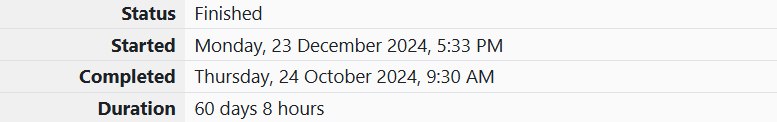 Status Finished
Started Monday, 23 December 2024, 5:33 PM
Completed Thursday, 24 October 2024, 9:30 AM
Duration 60 days 8 hours